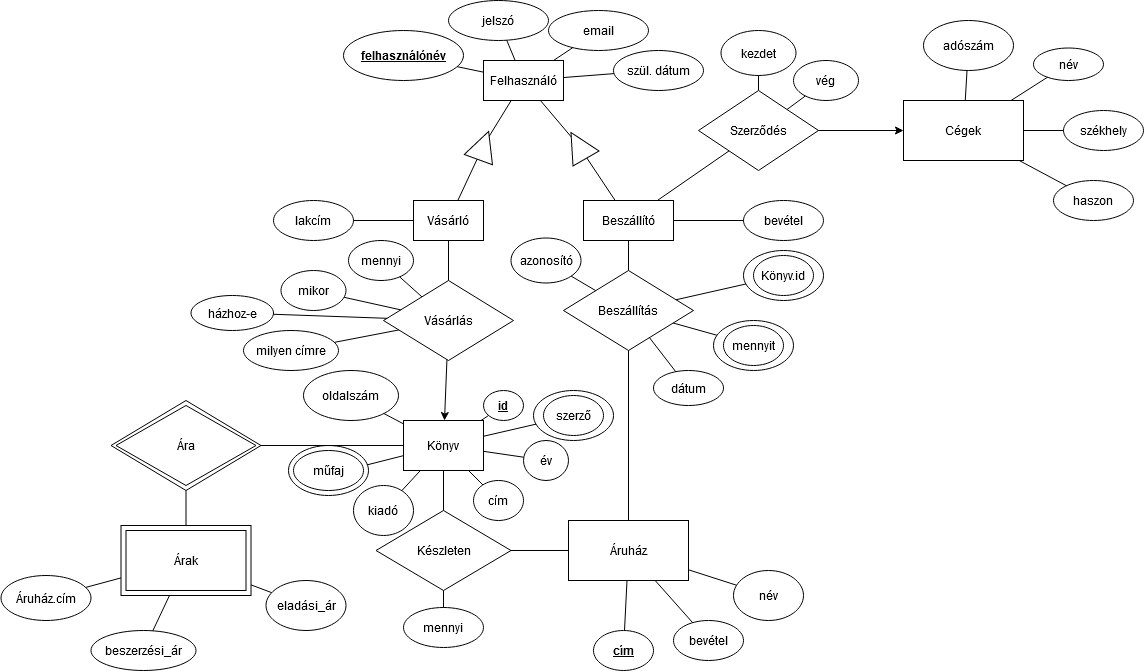 jelszó
email
felhasználónév
Felhasználó
szül. dátum
kezdet
vég
adószám
név
Szerződés
Cégek
székhely
haszon
lakcím
Vásárló
Beszállító
bevétel
mennyi
azonosító
Könyv.id
mikor
házhoz-e
Vásárlás
Beszállítás
milyen címre
mennyit
dátum
oldalszám
id
szerző
Ára
Könyv
műfaj
év
kiadó
cím
Készleten
Áruház
Árak
Áruház.cím
eladási_ár
beszerzési_ár
mennyi
név
bevétel
cím